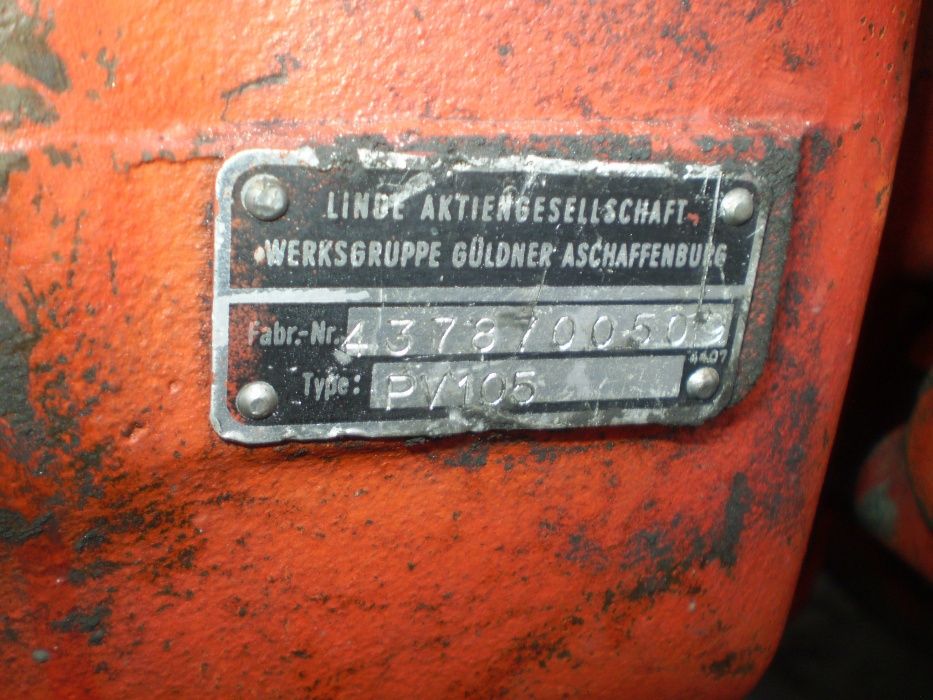 LINDE AKTIENGESELLSCHAFT
WERKSGRUPPE GÜLDNER ASCHAFFENBURG
Fabr.-Nr. 4378700509
Type: PV105
4407